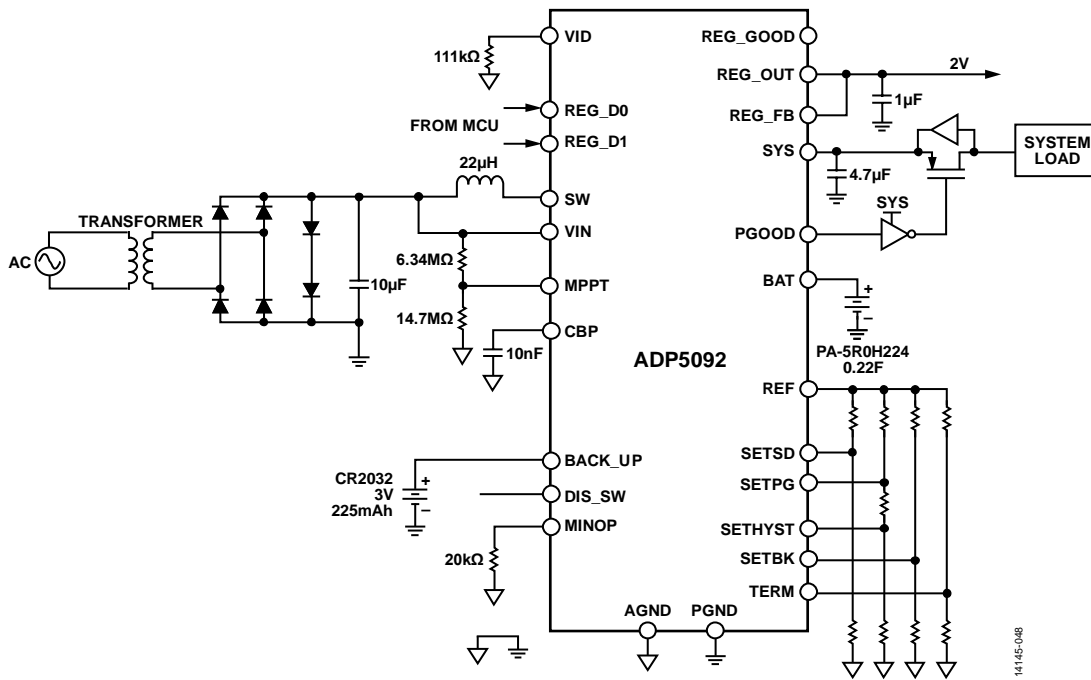 VID
REG_GOOD
111kΩ
REG_OUT
2V
1µF
REG_D0
FROM MCU
REG_D1
REG_FB
SYS
SYSTEM
LOAD
22µH
4.7µF
SW
SYS
TRANSFORMER
VIN
PGOOD
AC
6.34MΩ
10µF
MPPT
BAT
+
–
14.7MΩ
CBP
10nF
ADP5092
PA-5R0H224
0.22F
REF
BACK_UP
SETSD
CR2032
3V
225mAh
+
–
DIS_SW
SETPG
MINOP
SETHYST
20kΩ
SETBK
TERM
AGND
PGND
14145-048